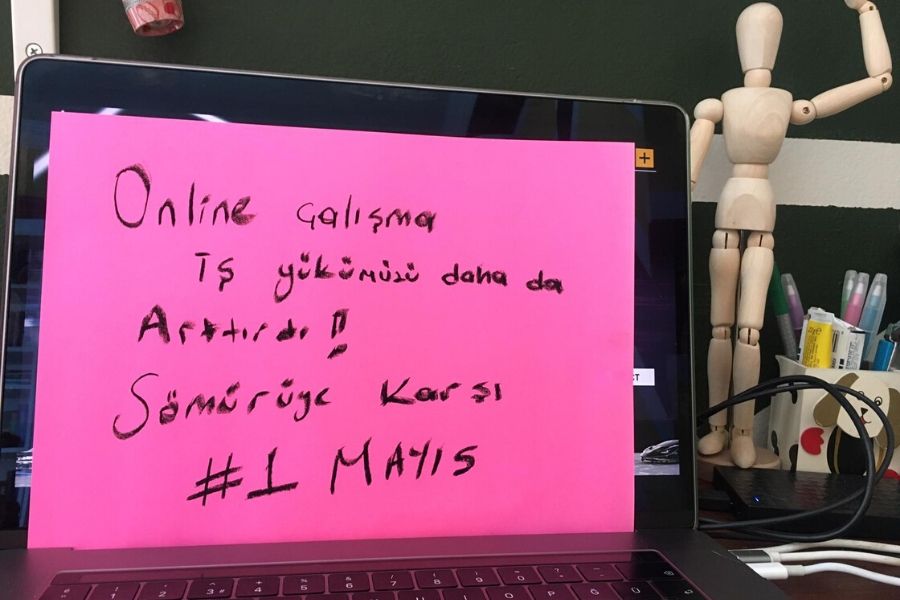 Online çalışma
İş yükümüzü daha da
Arttırdı!!
Sömürüye Karşı
#1 MAYIS